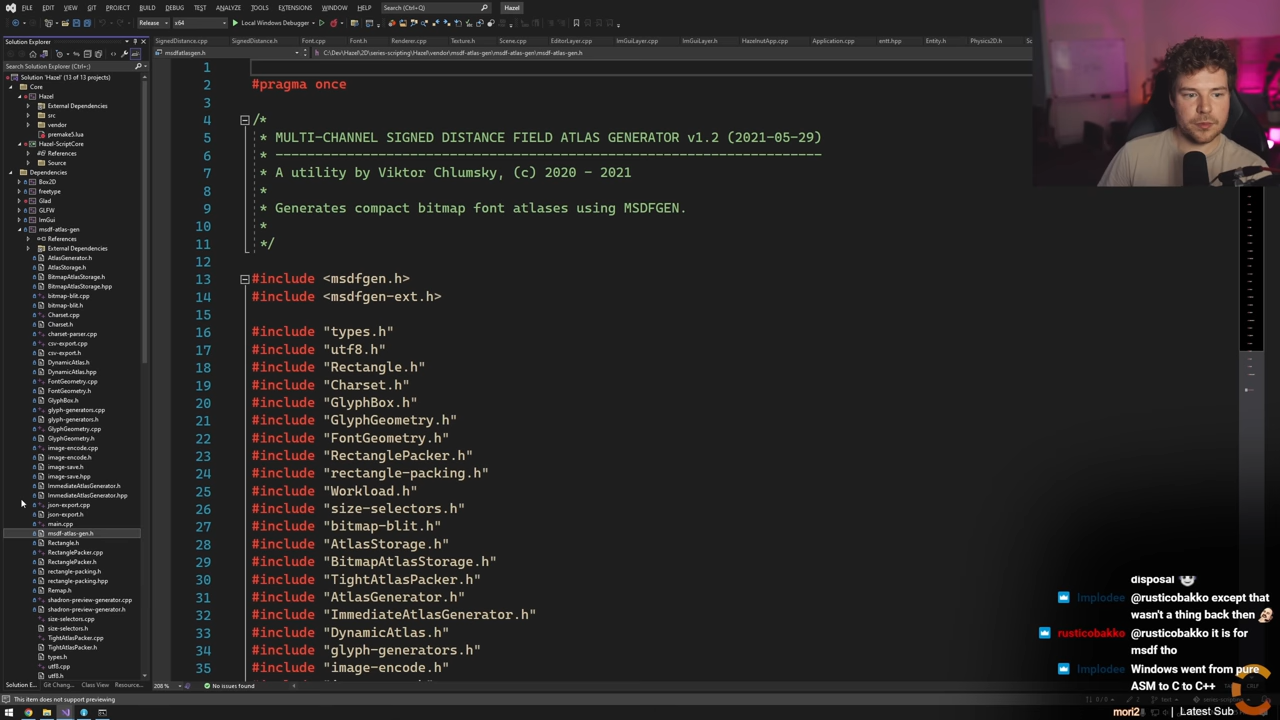 FILE EDIT VIEW GIT PROJECT BUILD DEBUG TEST ANALYZE TOOLS EXTENSIONS WINDOW HELP Search (Ctrl+Q) Hazel
Release x64 Local Windows Debugger
Solution Explorer
Search Solution Explorer (Ctrl+;)
Solution 'Hazel' (13 of 13 projects)
Core
Hazel
External Dependencies
src
vendor
premake5.lua
Hazel-ScriptCore
References
Source
Dependencies
Box2D
freetype
Glad
GLFW
ImGui
msdf-atlas-gen
References
External Dependencies
AtlasGenerator.h
AtlasStorage.h
BitmapAtlasStorage.h
BitmapAtlasStorage.hpp
bitmap-blit.cpp
bitmap-blit.h
Charset.cpp
Charset.h
charset-parser.cpp
csv-export.cpp
csv-export.h
DynamicAtlas.h
DynamicAtlas.hpp
FontGeometry.cpp
FontGeometry.h
GlyphBox.h
glyph-generators.cpp
glyph-generators.h
GlyphGeometry.cpp
GlyphGeometry.h
image-encode.cpp
image-encode.h
image-save.h
image-save.hpp
ImmediateAtlasGenerator.h
ImmediateAtlasGenerator.hpp
json-export.cpp
json-export.h
main.cpp
msdf-atlas-gen.h
Rectangle.h
RectanglePacker.cpp
RectanglePacker.h
rectangle-packing.h
rectangle-packing.hpp
Remap.h
shadron-preview-generator.cpp
shadron-preview-generator.h
size-selectors.cpp
size-selectors.h
TightAtlasPacker.cpp
TightAtlasPacker.h
types.h
utf8.cpp
utf8.h
Solution E... Git Chang... Class View Resource...
This item does not support previewing
SignedDistance.cpp SignedDistance.h Font.cpp Font.h Renderer.cpp Texture.h Scene.cpp EditorLayer.cpp ImGuiLayer.cpp ImGuiLayer.h HazelnutApp.cpp Application.cpp entt.hpp Entity.h Physics2D.h
msdfatlasgen.h C:\Dev\Hazel\2D\series-scripting\Hazel\vendor\msdf-atlas-gen\msdf-atlas-gen\msdf-atlas-gen.h
1
2 #pragma once
3
4 /*
5 * MULTI-CHANNEL SIGNED DISTANCE FIELD ATLAS GENERATOR v1.2 (2021-05-29)
6 * ---------------------------------------------------------------------
7 * A utility by Viktor Chlumsky, (c) 2020 - 2021
8 *
9 * Generates compact bitmap font atlases using MSDFGEN.
10 *
11 */
12
13 #include <msdfgen.h>
14 #include <msdfgen-ext.h>
15
16 #include "types.h"
17 #include "utf8.h"
18 #include "Rectangle.h"
19 #include "Charset.h"
20 #include "GlyphBox.h"
21 #include "GlyphGeometry.h"
22 #include "FontGeometry.h"
23 #include "RectanglePacker.h"
24 #include "rectangle-packing.h"
25 #include "Workload.h"
26 #include "size-selectors.h"
27 #include "bitmap-blit.h"
28 #include "AtlasStorage.h"
29 #include "BitmapAtlasStorage.h"
30 #include "TightAtlasPacker.h"
31 #include "AtlasGenerator.h"
32 #include "ImmediateAtlasGenerator.h"
33 #include "DynamicAtlas.h"
34 #include "glyph-generators.h"
35 #include "image-encode.h"
208 % No issues found
disposal
Implodee @rusticobakko except that
wasn't a thing back then
rusticobakko @rusticobakko it is for
msdf tho
Implodee Windows went from pure
ASM to C to C++
CRLF
mori2 Latest Sub